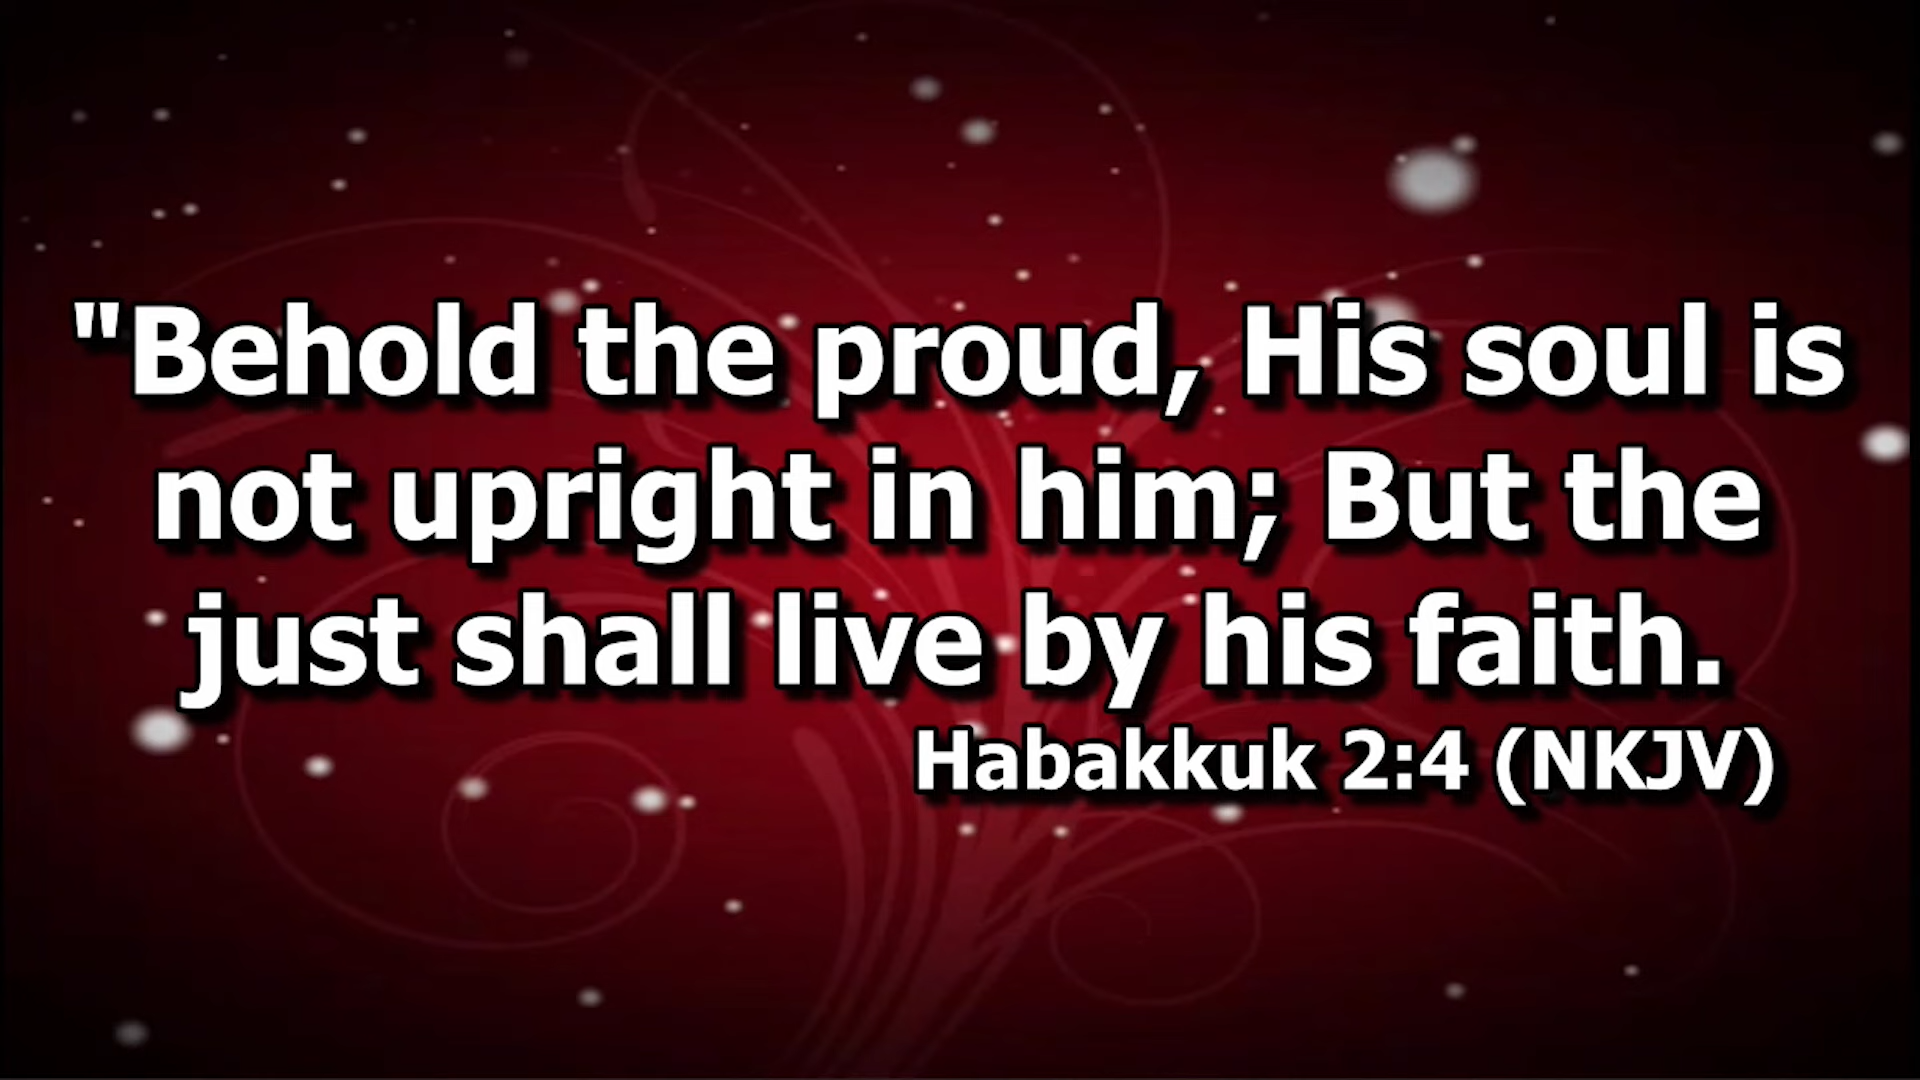 "Behold the proud, His soul is
not upright in him; But the
just shall live by his faith.
Habakkuk 2:4 (NKJV)